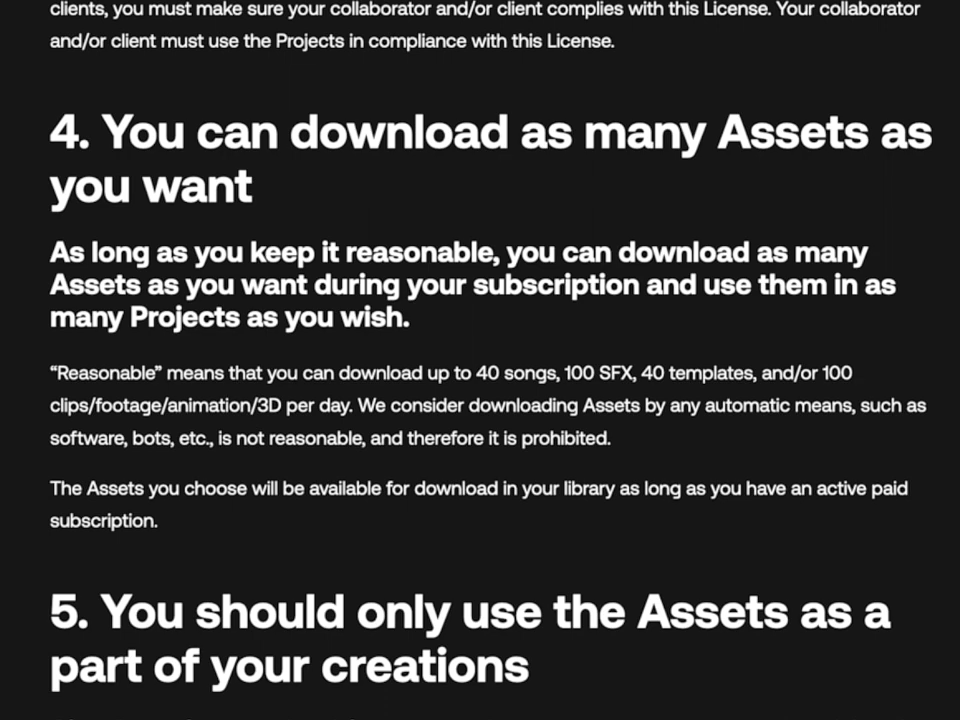 clients, you must make sure your collaborator and/or client complies with this License. Your collaborator
and/or client must use the Projects in compliance with this License.
4. You can download as many Assets as
you want
As long as you keep it reasonable, you can download as many
Assets as you want during your subscription and use them in as
many Projects as you wish.
“Reasonable” means that you can download up to 40 songs, 100 SFX, 40 templates, and/or 100
clips/footage/animation/3D per day. We consider downloading Assets by any automatic means, such as
software, bots, etc., is not reasonable, and therefore it is prohibited.
The Assets you choose will be available for download in your library as long as you have an active paid
subscription.
5. You should only use the Assets as a
part of your creations